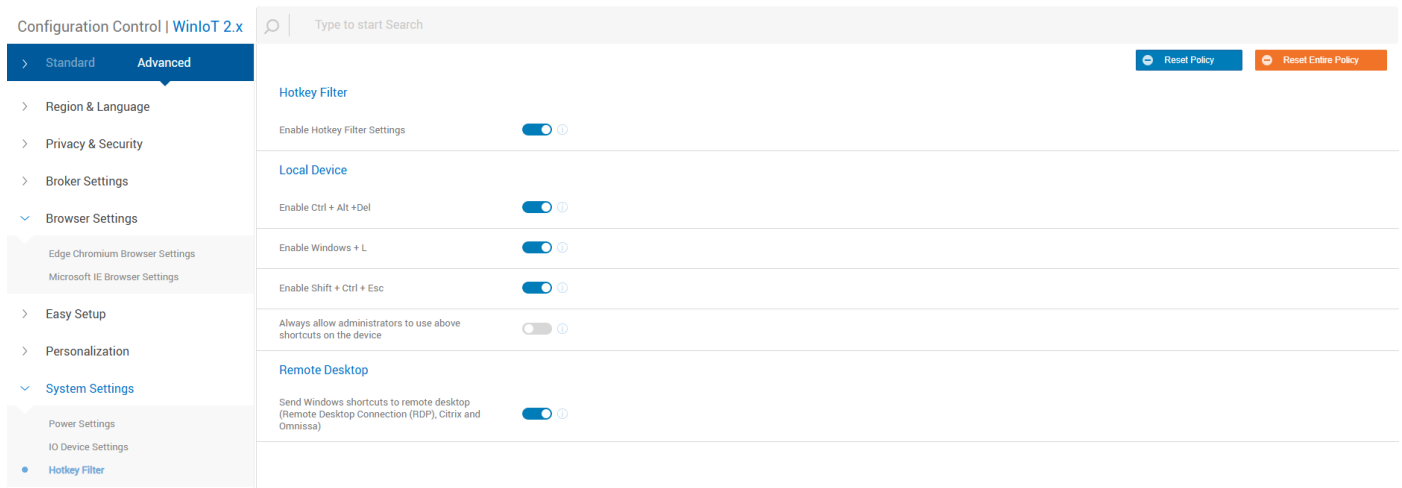 Configuration Control | WinIoT 2.x
Type to start Search
Standard
Advanced
Reset Policy
Reset Entire Policy
Region & Language
Privacy & Security
Broker Settings
Browser Settings
Edge Chromium Browser Settings
Microsoft IE Browser Settings
Easy Setup
Personalization
System Settings
Power Settings
IO Device Settings
Hotkey Filter
Hotkey Filter
Enable Hotkey Filter Settings
Local Device
Enable Ctrl + Alt +Del
Enable Windows + L
Enable Shift + Ctrl + Esc
Always allow administrators to use above
shortcuts on the device
Remote Desktop
Send Windows shortcuts to remote desktop
(Remote Desktop Connection (RDP), Citrix and
Omnissa)